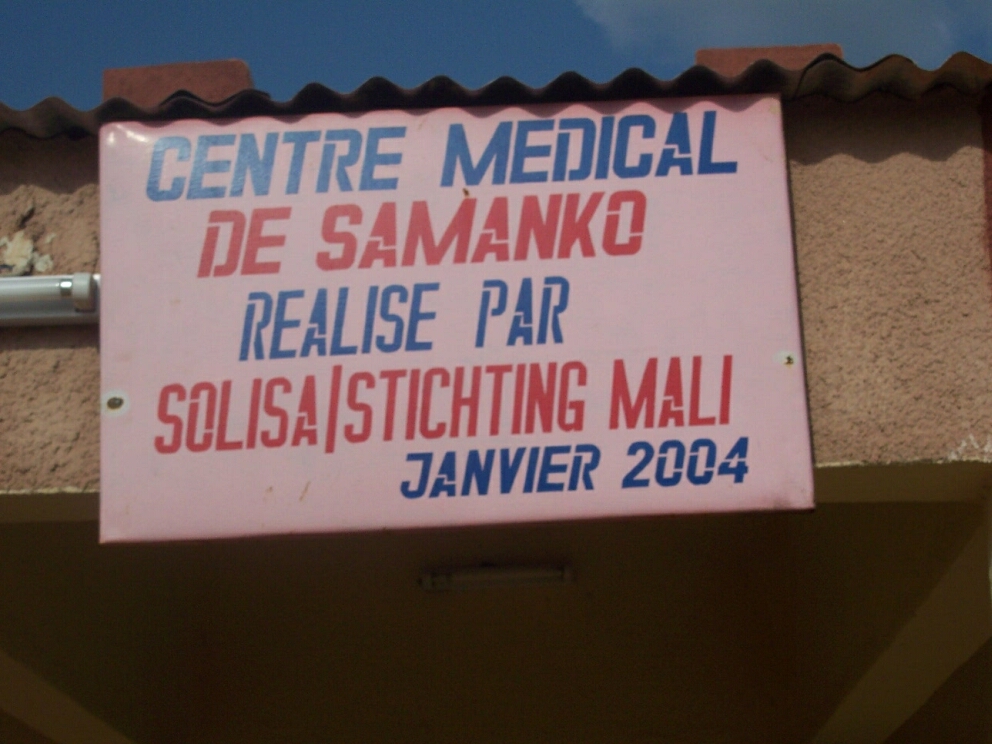 CENTRE MEDICAL
DE SAMANKO
REALISE PAR
SOLISA|STICHTING MALI
JANVIER 2004